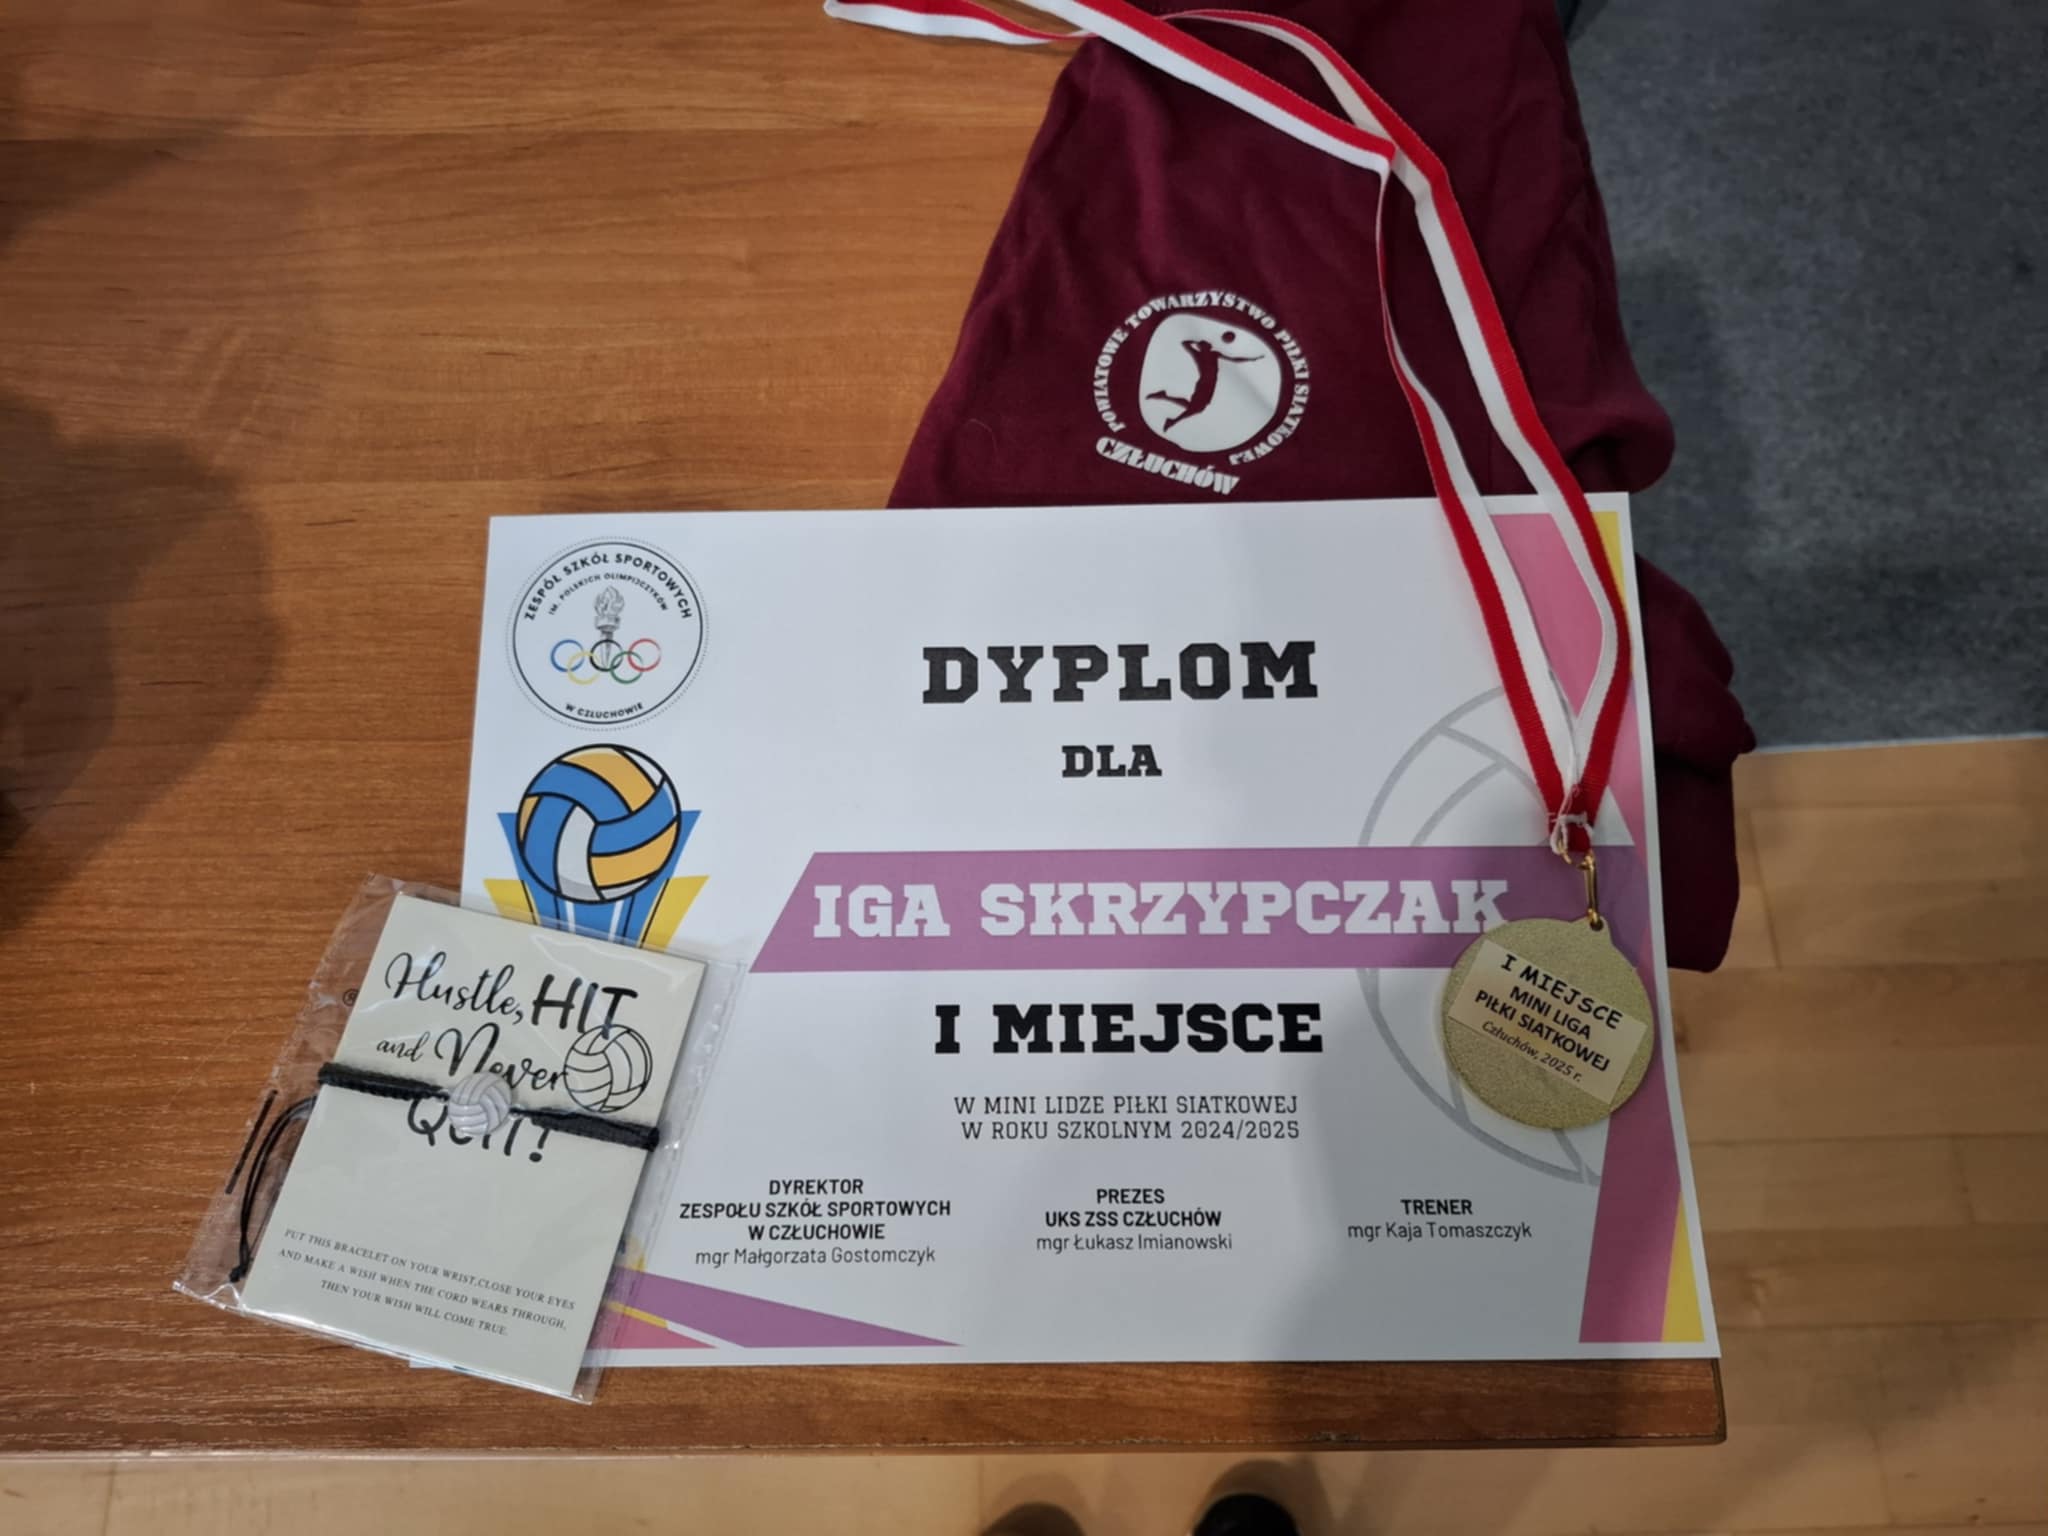 POWIATOWE TOWARZYSTWO PIŁKI SIATKOWEJ
CZŁUCHÓW
ZESPÓŁ SZKÓŁ SPORTOWYCH
IM. POLSKICH OLIMPIJCZYKÓW
W CZŁUCHOWIE
DYPLOM
DLA
IGA SKRZYPCZAK
I MIEJSCE
W MINI LIDZE PIŁKI SIATKOWEJ
W ROKU SZKOLNYM 2024/2025
DYREKTOR
ZESPOŁU SZKÓŁ SPORTOWYCH
W CZŁUCHOWIE
mgr Małgorzata Gostomczyk
PREZES
UKS ZSS CZŁUCHÓW
mgr Łukasz Imianowski
TRENER
mgr Kaja Tomaszczyk
I MIEJSCE
MINI LIGA
PIŁKI SIATKOWEJ
Człuchów, 2025 r.
Hustle, HIT
and Never
QUIT!
PUT THIS BRACELET ON YOUR WRIST,CLOSE YOUR EYES
AND MAKE A WISH WHEN THE CORD WEARS THROUGH,
THEN YOUR WISH WILL COME TRUE.